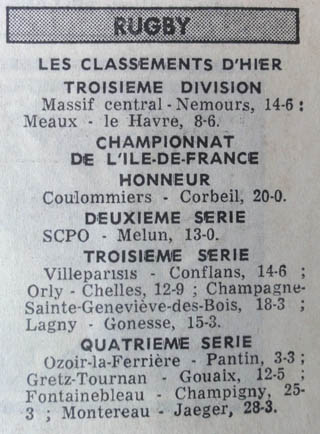 RUGBY
LES CLASSEMENTS D'HIER
TROISIEME DIVISION
Massif central - Nemours, 14-6 :
Meaux - le Havre, 8-6.
CHAMPIONNAT
DE L'ILE-DE-FRANCE
HONNEUR
Coulommiers - Corbeil, 20-0.
DEUXIEME SERIE
SCPO - Melun, 13-0.
TROISIEME SERIE
Villeparisis - Conflans, 14-6 ;
Orly - Chelles, 12-9 ; Champagne-
Sainte-Geneviève-des-Bois, 18-3 ;
Lagny - Gonesse, 15-3.
QUATRIEME SERIE
Ozoir-la-Ferrière - Pantin, 3-3 ;
Gretz-Tournan - Gouaix, 12-5 ;
Fontainebleau - Champigny, 25-
3 ; Montereau - Jaeger, 28-3.